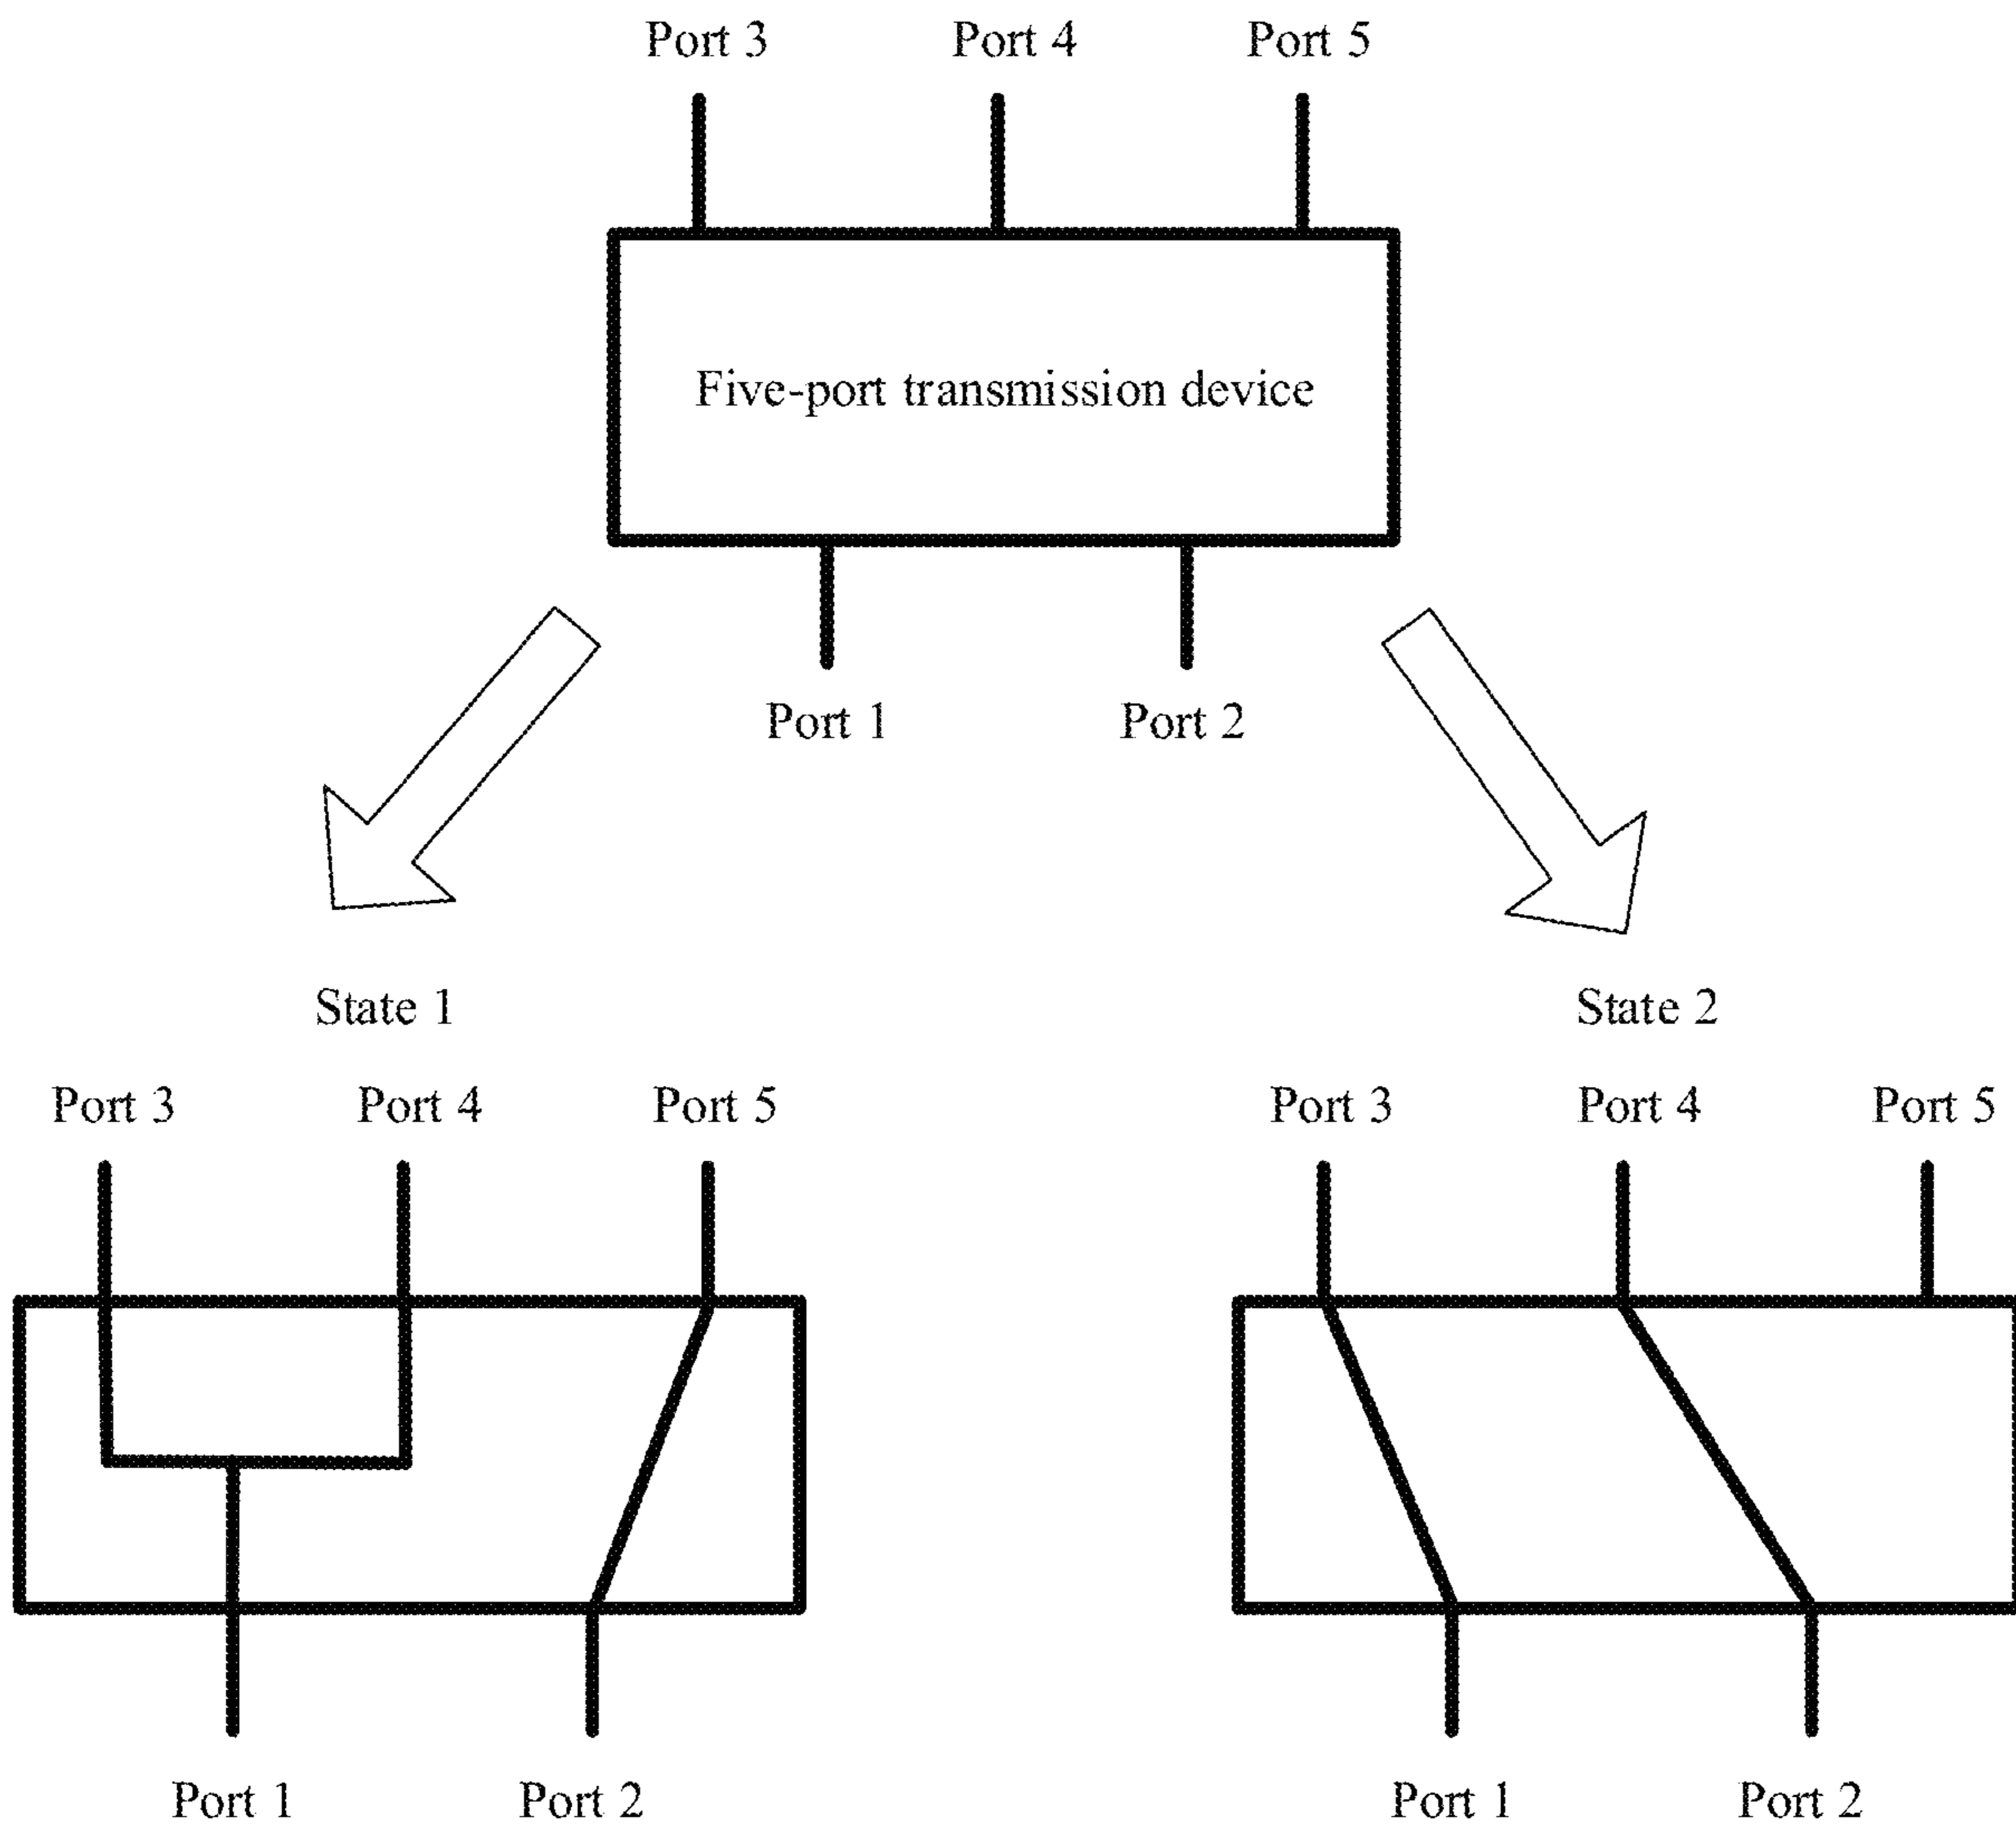 Port 3 Port 4 Port 5
Five-port transmission device
Port 1 Port 2
State 1 State 2
Port 3 Port 4 Port 5 Port 3 Port 4 Port 5
Port 1 Port 2 Port 1 Port 2